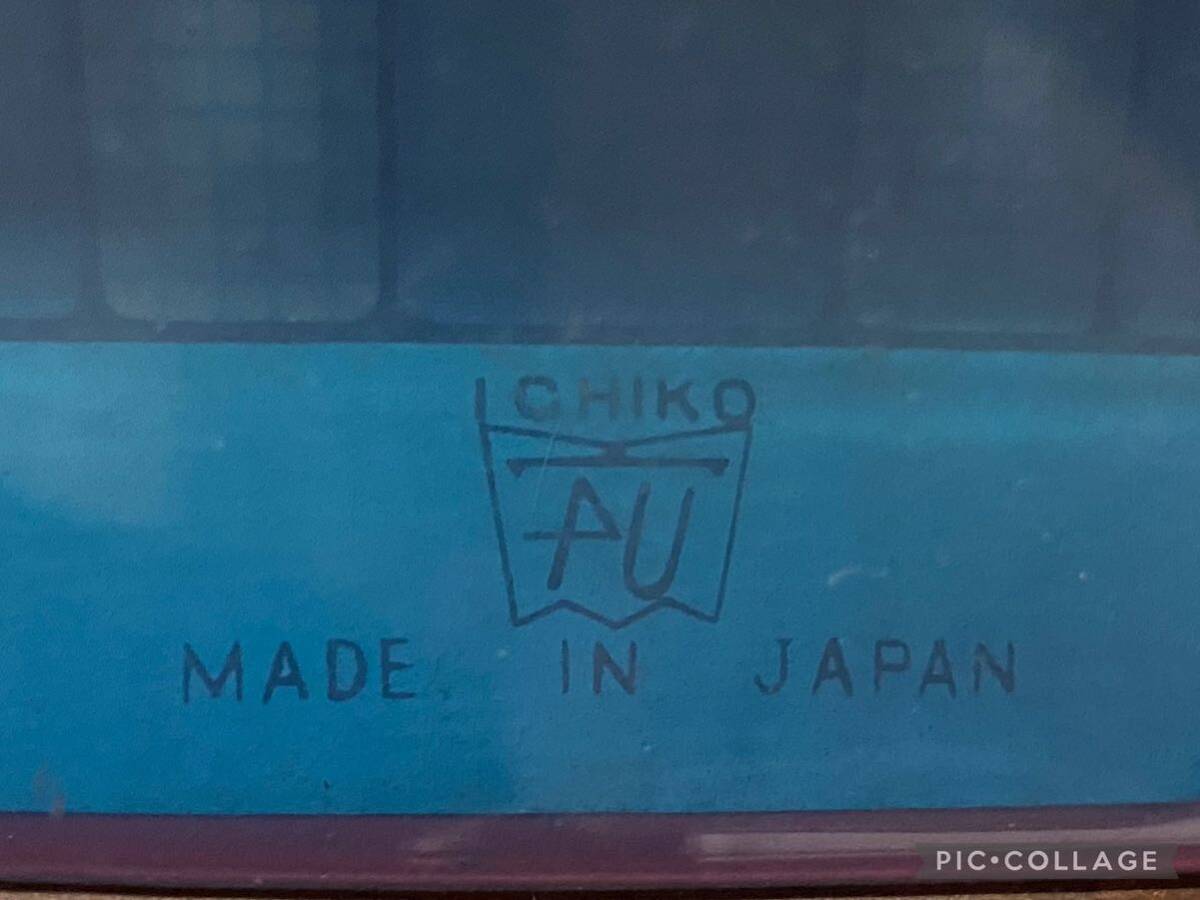 ICHIKO
AU
MADE IN JAPAN
PIC•COLLAGE